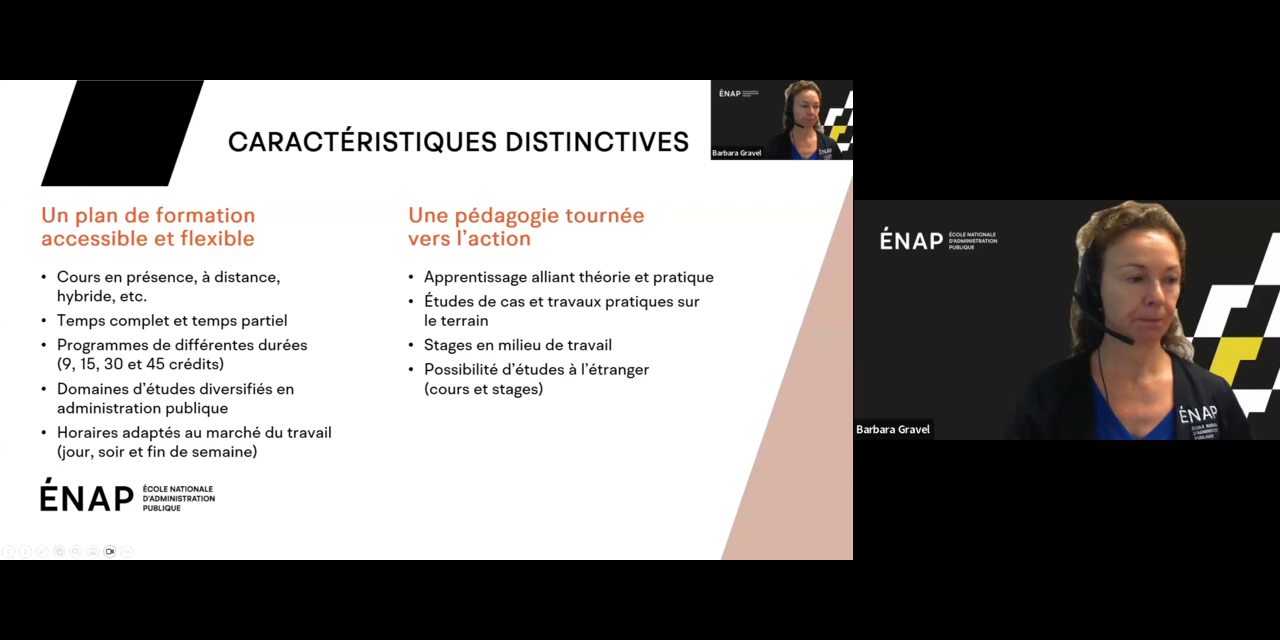 CARACTÉRISTIQUES DISTINCTIVES
Un plan de formation
accessible et flexible
• Cours en présence, à distance,
hybride, etc.
• Temps complet et temps partiel
• Programmes de différentes durées
(9, 15, 30 et 45 crédits)
• Domaines d’études diversifiés en
administration publique
• Horaires adaptés au marché du travail
(jour, soir et fin de semaine)
Une pédagogie tournée
vers l’action
• Apprentissage alliant théorie et pratique
• Études de cas et travaux pratiques sur
le terrain
• Stages en milieu de travail
• Possibilité d’études à l’étranger
(cours et stages)
ÉNAP
ÉCOLE NATIONALE
D'ADMINISTRATION
PUBLIQUE
ÉNAP
Barbara Gravel
ÉNAP
ÉCOLE NATIONALE
D'ADMINISTRATION
PUBLIQUE
ÉNAP
Barbara Gravel